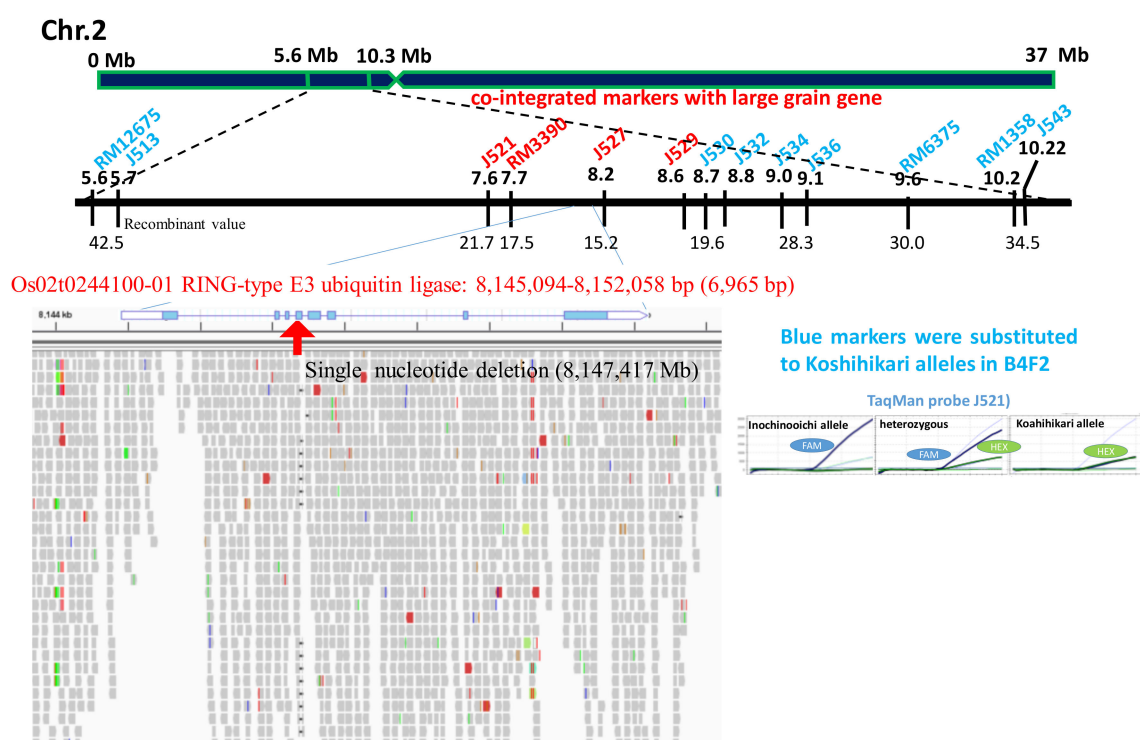 Chr.2
0 Mb
5.6 Mb
10.3 Mb
37 Mb
co-integrated markers with large grain gene
RM12675
J513
J521
RM3390
J527
J529
J530
J532
J534
J536
RM6375
RM1358
J543
5.6 5.7 7.6 7.7 8.2 8.6 8.7 8.8 9.0 9.1 9.6 10.2 10.22
Recombinant value
42.5 21.7 17.5 15.2 19.6 28.3 30.0 34.5
Os02t0244100-01 RING-type E3 ubiquitin ligase: 8,145,094-8,152,058 bp (6,965 bp)
8,144 kb
Single nucleotide deletion (8,147,417 Mb)
Blue markers were substituted
to Koshihikari alleles in B4F2
TaqMan probe J521)
Inochinooichi allele
FAM
heterozygous
FAM
HEX
Koahihikari allele
HEX